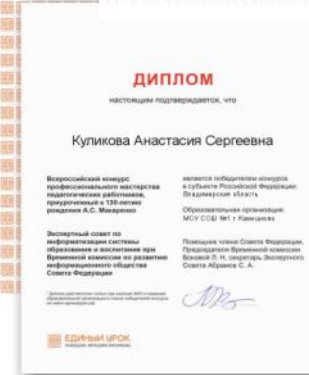 ДИПЛОМ
настоящим подтверждается, что
Куликова Анастасия Сергеевна
Всероссийский конкурс
профессионального мастерства
педагогических работников,
приуроченный к 130-летию
рождения А.С. Макаренко
Экспертный совет по
информатизации системы
образования и воспитания при
Временной комиссии по развитию
информационного общества
Совета Федерации
является победителем конкурса
в субъекте Российской Федерации:
Владимирская область
Образовательная организация:
МОУ СОШ №1 г Камешково
Помощник члена Совета Федерации,
Председателя Временной комиссии
Боковой Л. Н, секретарь Экспертного
Совета Абрамов С. А.
ЕДИНЫЙ УРОК